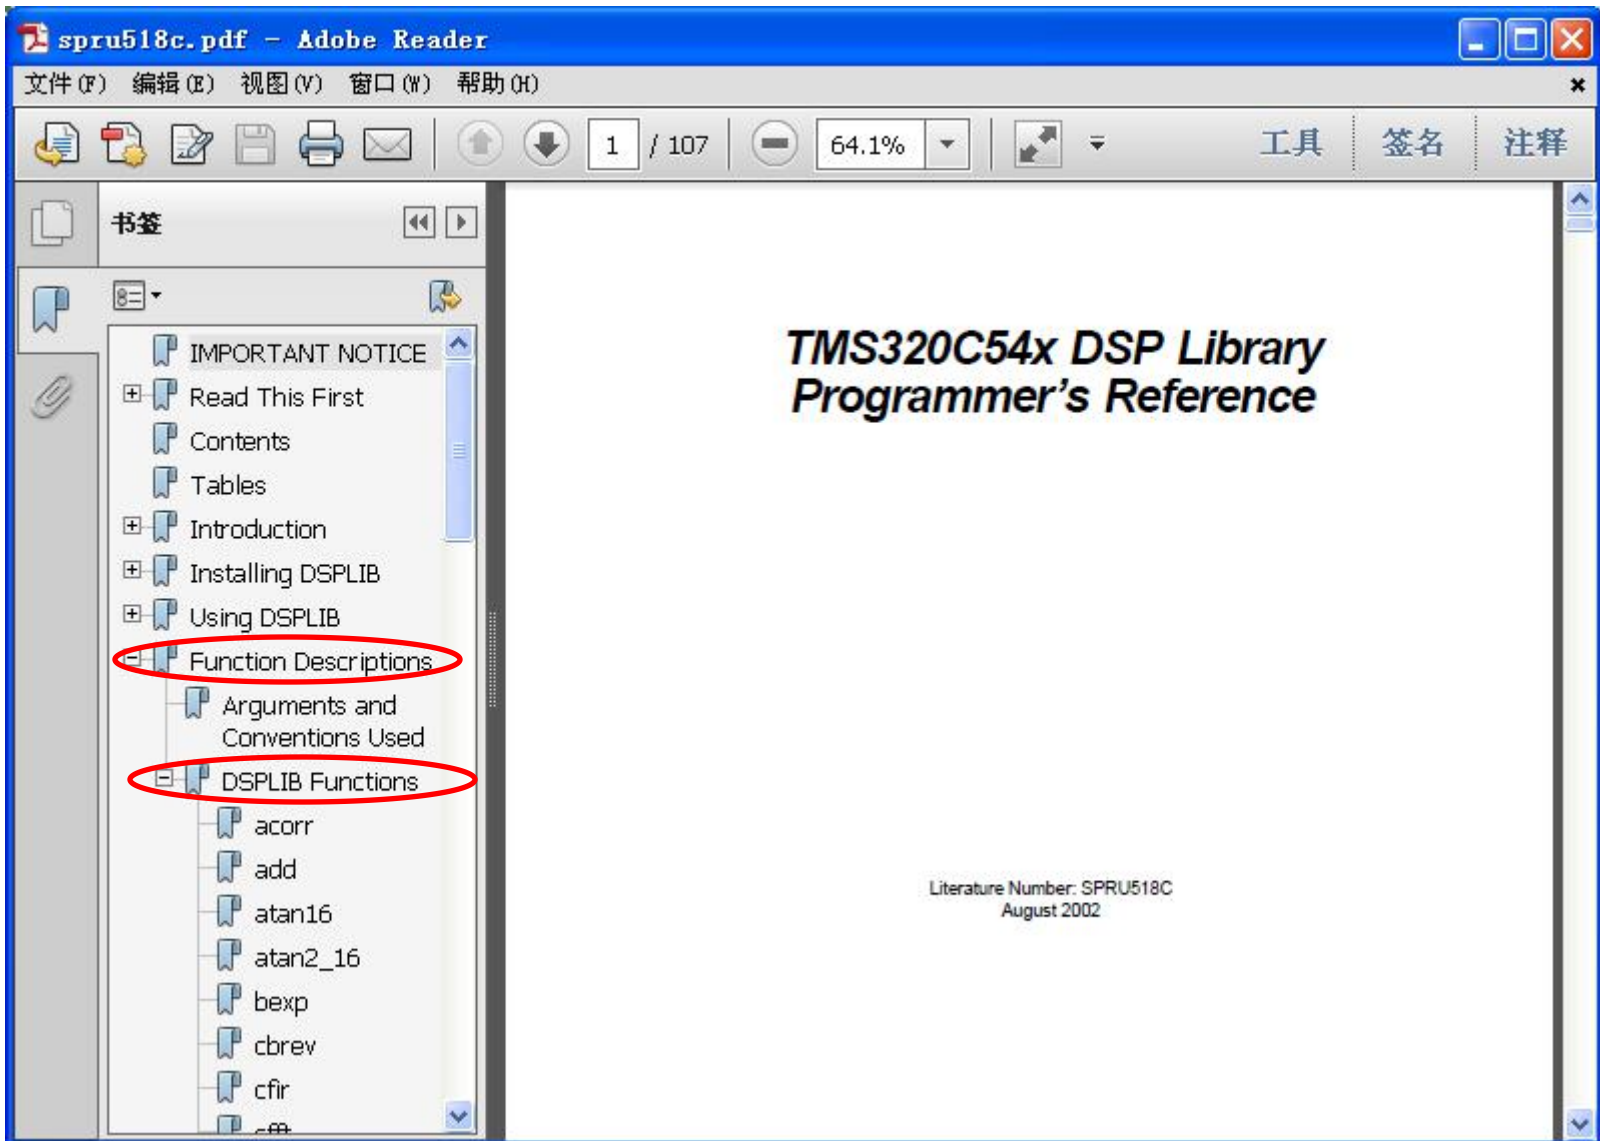 spru518c.pdf - Adobe Reader
文件(F) 编辑(E) 视图(V) 窗口(W) 帮助(H)
1 / 107 64.1% 工具 签名 注释
书签
IMPORTANT NOTICE
Read This First
Contents
Tables
Introduction
Installing DSPLIB
Using DSPLIB
Function Descriptions
Arguments and
Conventions Used
DSPLIB Functions
acorr
add
atan16
atan2_16
bexp
cbrev
cfir
TMS320C54x DSP Library
Programmer's Reference
Literature Number: SPRU518C
August 2002